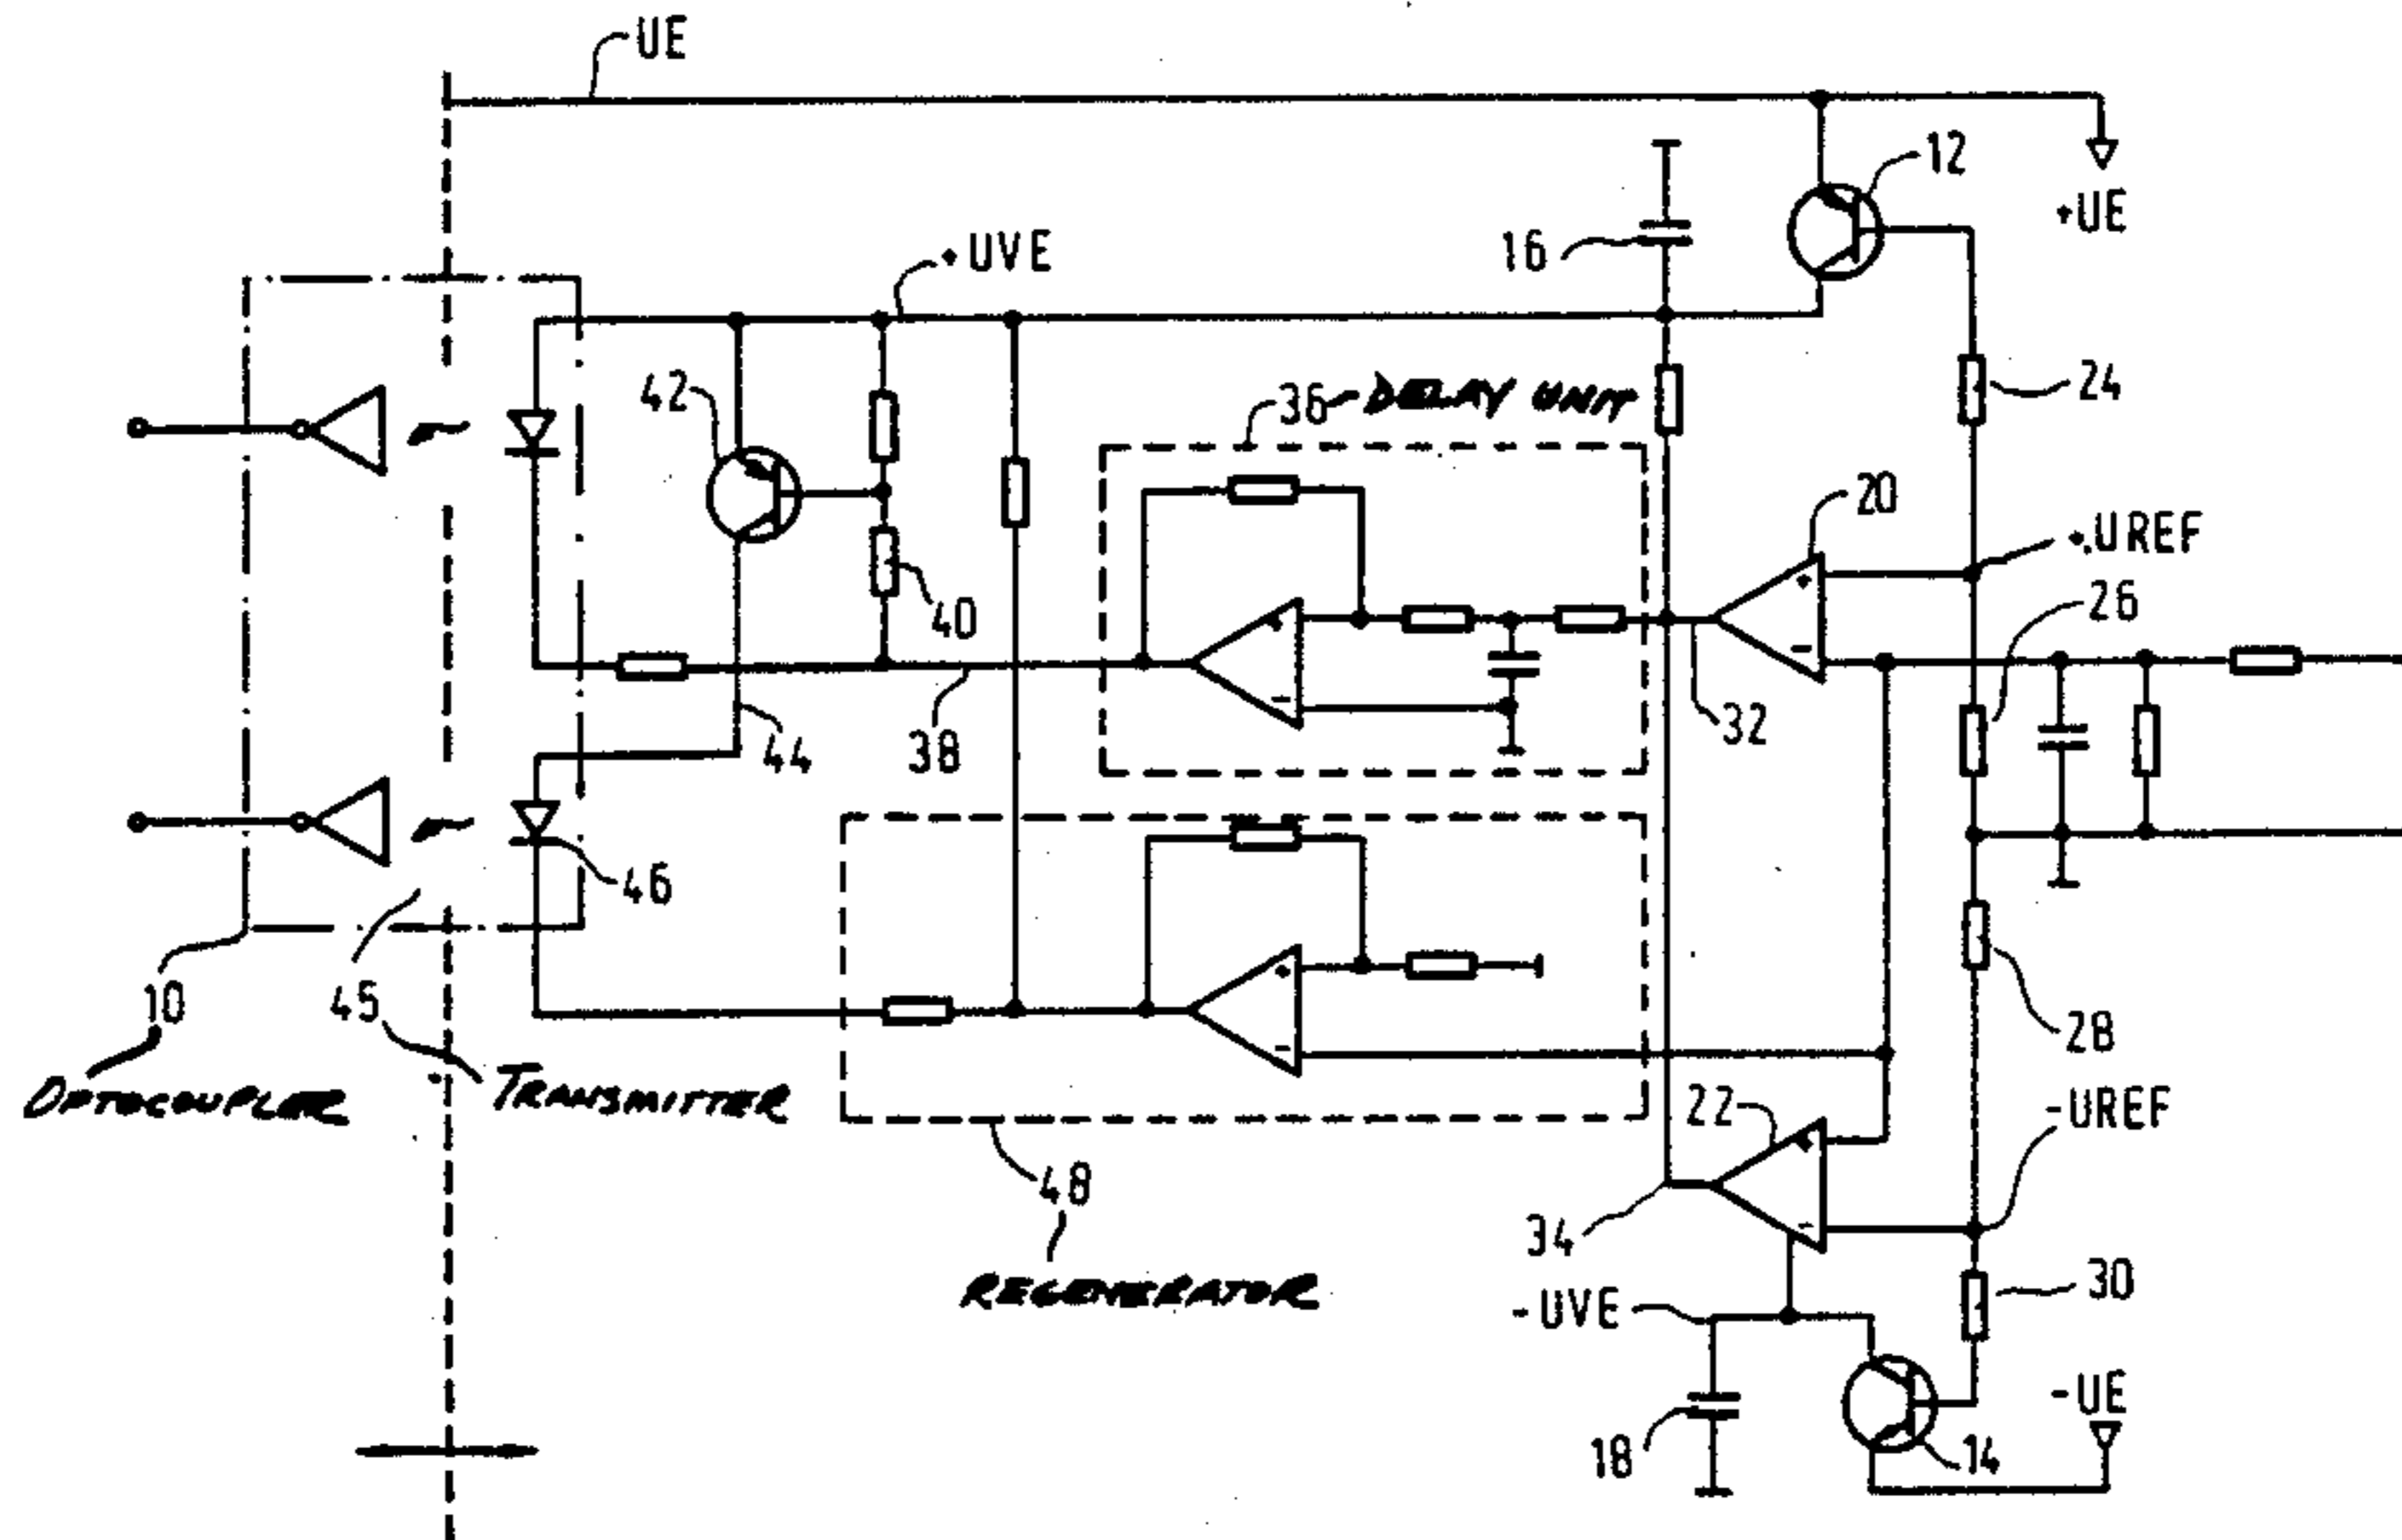 UE
12
+UE
+UVE
16
42
36 DELAY UNIT
24
20
+UREF
26
40
32
44
38
46
10
45
28
OPTOCOUPLER
TRANSMITTER
22
-UREF
48
34
30
REGENERATOR
-UVE
-UE
18
14